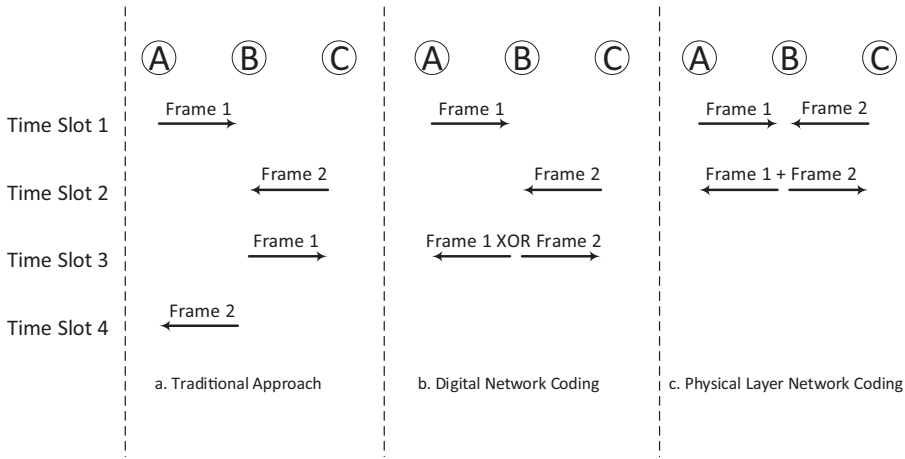 A B C A B C A B C
Time Slot 1 Frame 1 Frame 1 Frame 1 Frame 2
Time Slot 2 Frame 2 Frame 2 Frame 1 + Frame 2
Time Slot 3 Frame 1 Frame 1 XOR Frame 2
Time Slot 4 Frame 2
a. Traditional Approach b. Digital Network Coding c. Physical Layer Network Coding